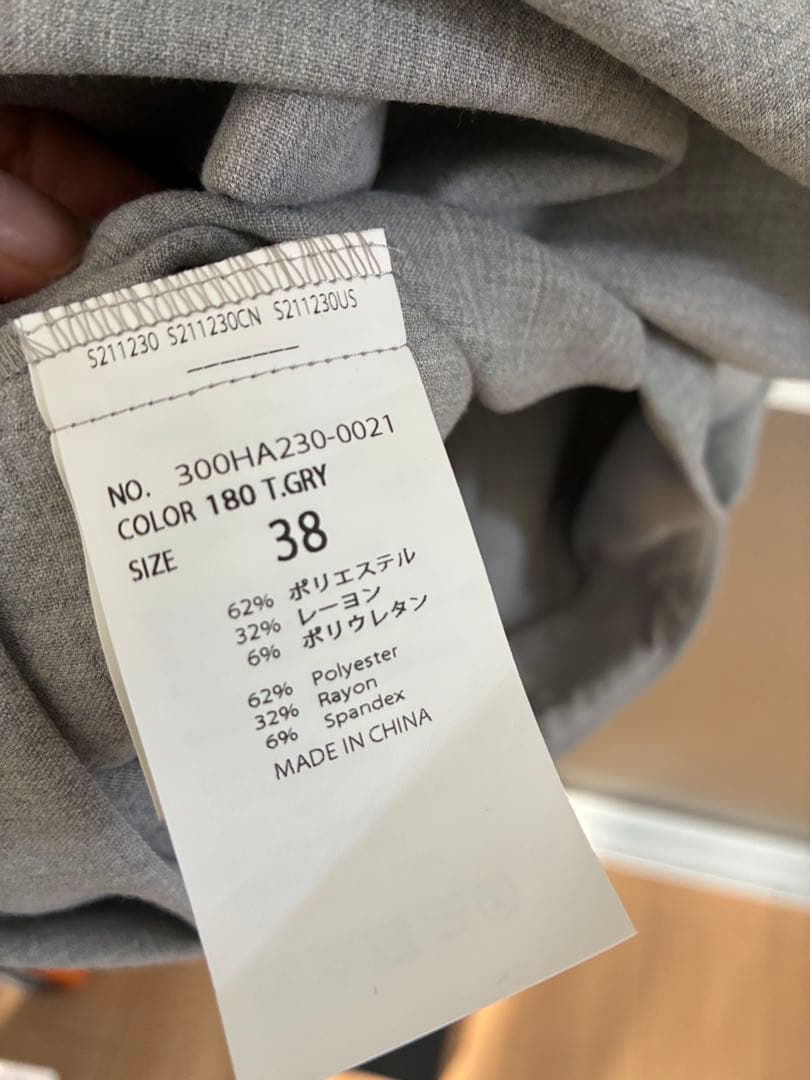 S211230 S211230CN S211230US
NO. 300HA230-0021
COLOR 180 T.GRY
SIZE 38
62% ポリエステル
32% レーヨン
6% ポリウレタン
62% Polyester
32% Rayon
6% Spandex
MADE IN CHINA